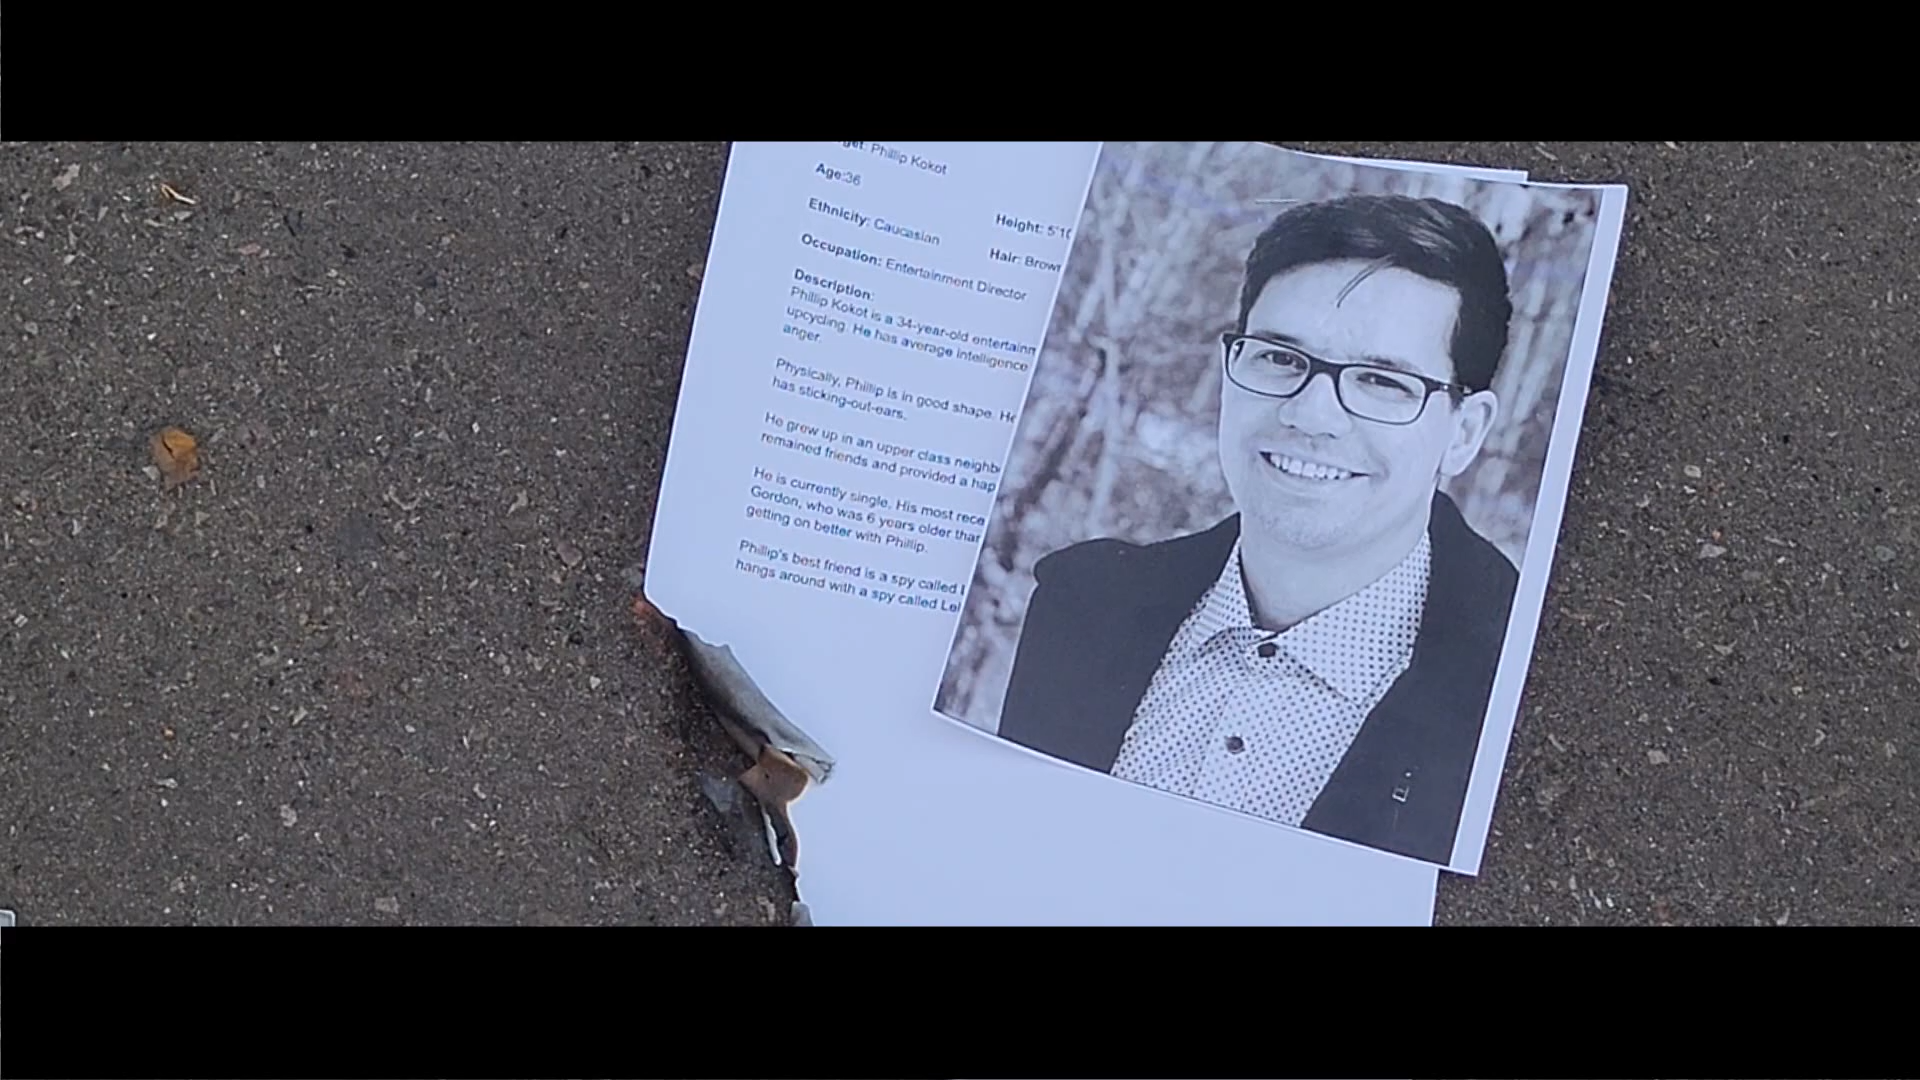 get: Phillip Kokot
Age:36
Ethnicity: Caucasian
Height: 5'10
Occupation: Entertainment Director
Hair: Brown
Description:
Phillip Kokot is a 34-year-old entertainm
upcycling. He has average intelligence
anger.
Physically, Phillip is in good shape. He
has sticking-out-ears.
He grew up in an upper class neighb
remained friends and provided a hap
He is currently single. His most rece
Gordon, who was 6 years older than
getting on better with Phillip.
Phillip's best friend is a spy called
hangs around with a spy called Lel